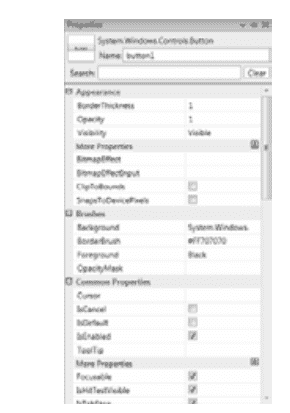 Properties
System.Windows.Controls.Button
Name: button1
Search: Clear
Appearance
BorderThickness 1
Opacity 1
Visibility Visible
More Properties
BitmapEffect
BitmapEffectInput
ClipToBounds
SnapsToDevicePixels
Brushes
Background System.Windows.
BorderBrush #FF707070
Foreground Black
OpacityMask
Common Properties
Cursor
IsCancel
IsDefault
IsEnabled
ToolTip
More Properties
Focusable
IsHitTestVisible
IsTabStop